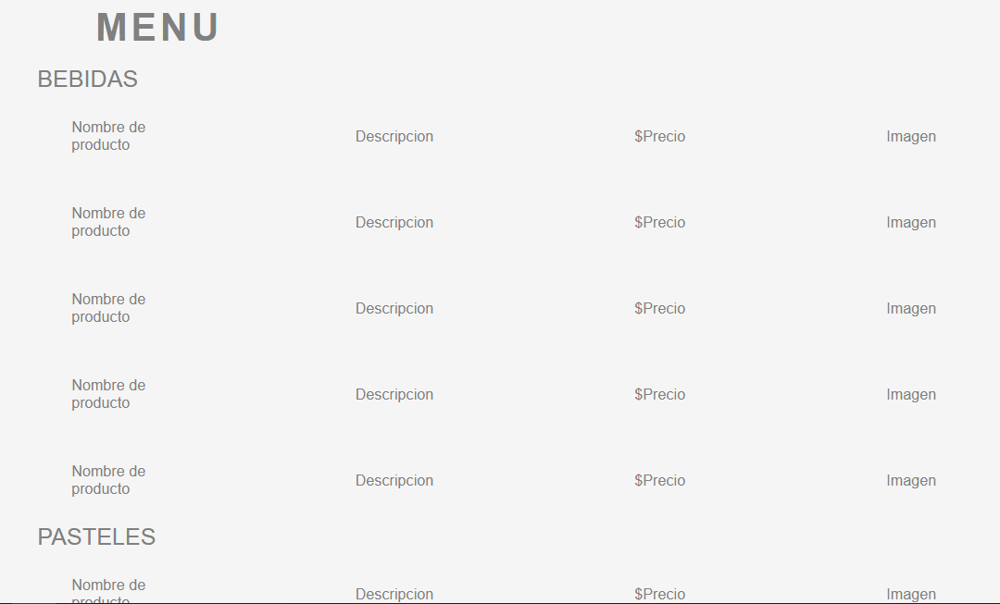 MENU
BEBIDAS
Nombre de
producto
Descripcion
$Precio
Imagen
Nombre de
producto
Descripcion
$Precio
Imagen
Nombre de
producto
Descripcion
$Precio
Imagen
Nombre de
producto
Descripcion
$Precio
Imagen
Nombre de
producto
Descripcion
$Precio
Imagen
PASTELES
Nombre de
producto
Descripcion
$Precio
Imagen